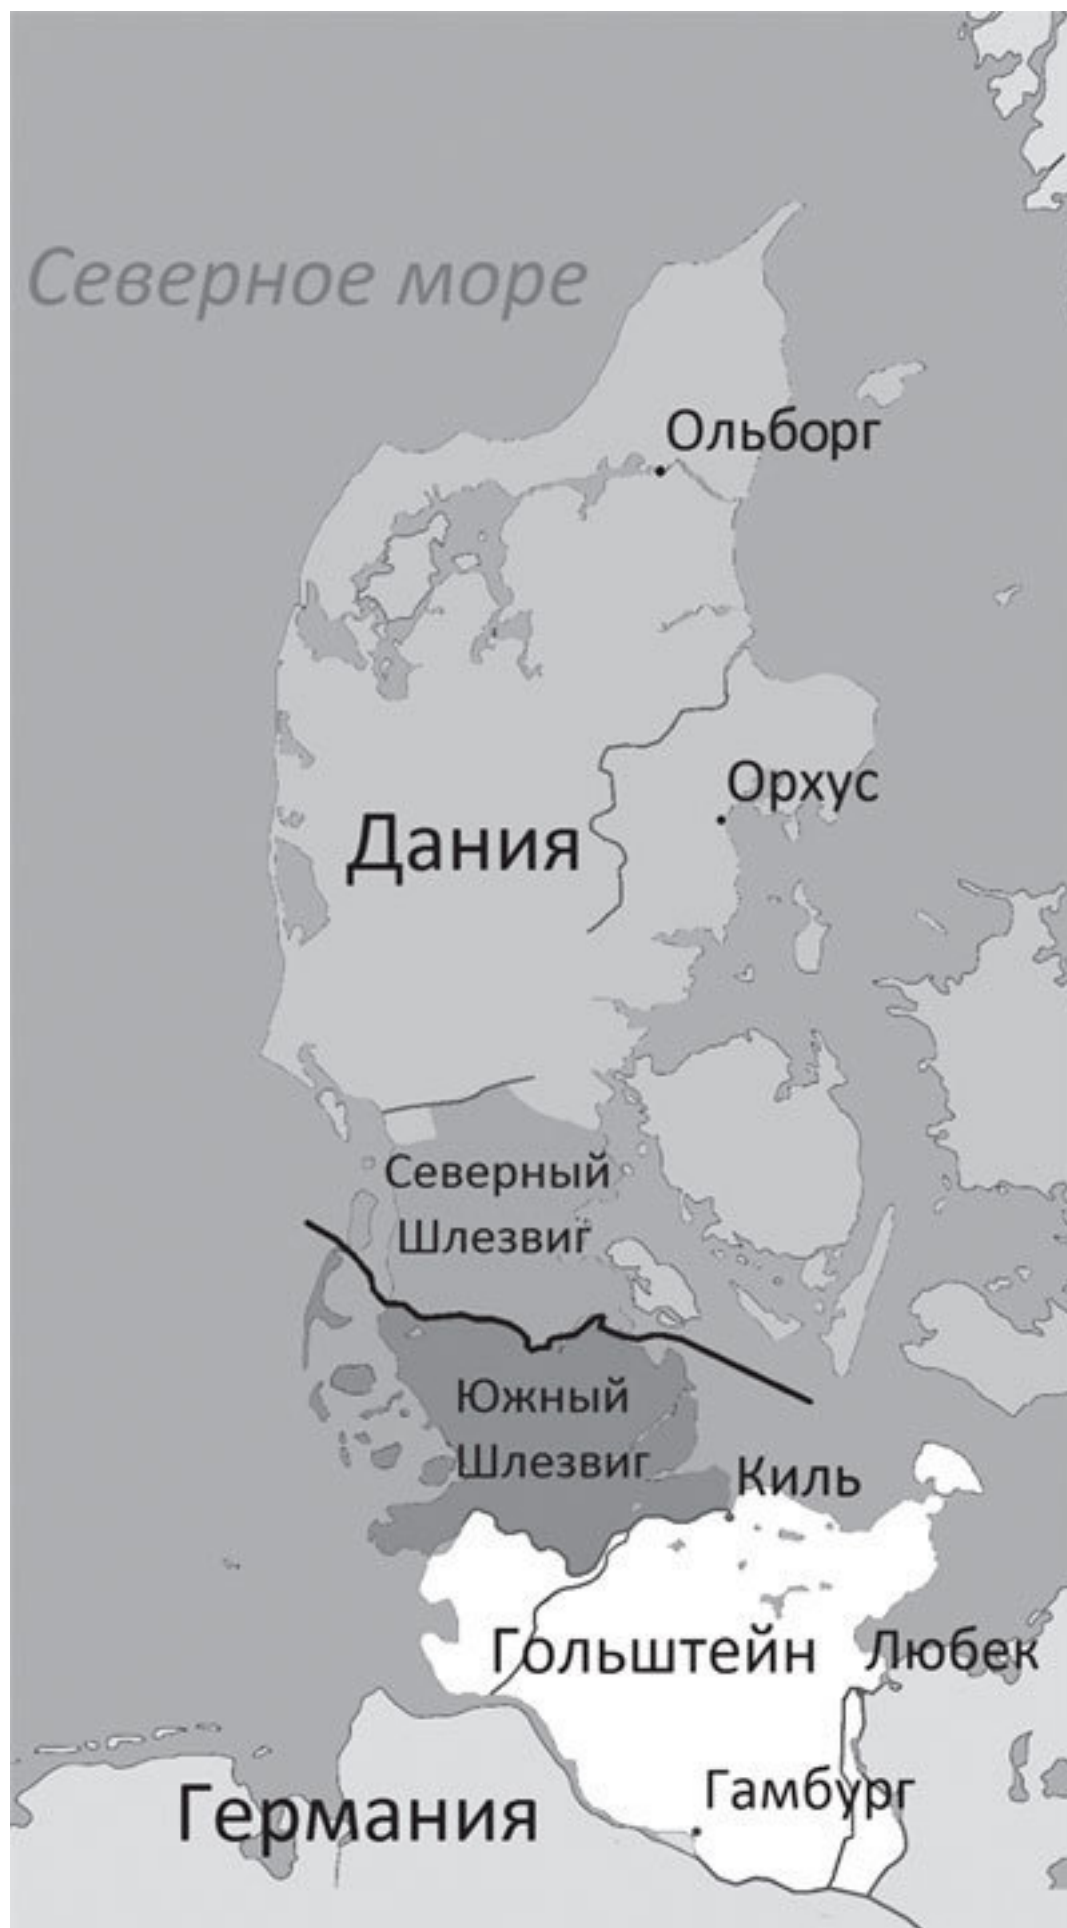 Северное море
Ольборг
Орхус
Дания
Северный
Шлезвиг
Южный
Шлезвиг
Киль
Гольштейн
Любек
Гамбург
Германия